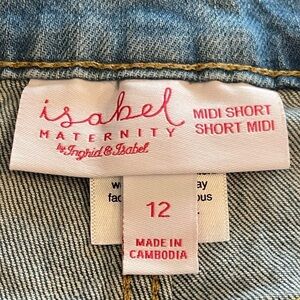 isabel
MATERNITY
by Ingrid & Isabel
MIDI SHORT
SHORT MIDI
12
MADE IN
CAMBODIA